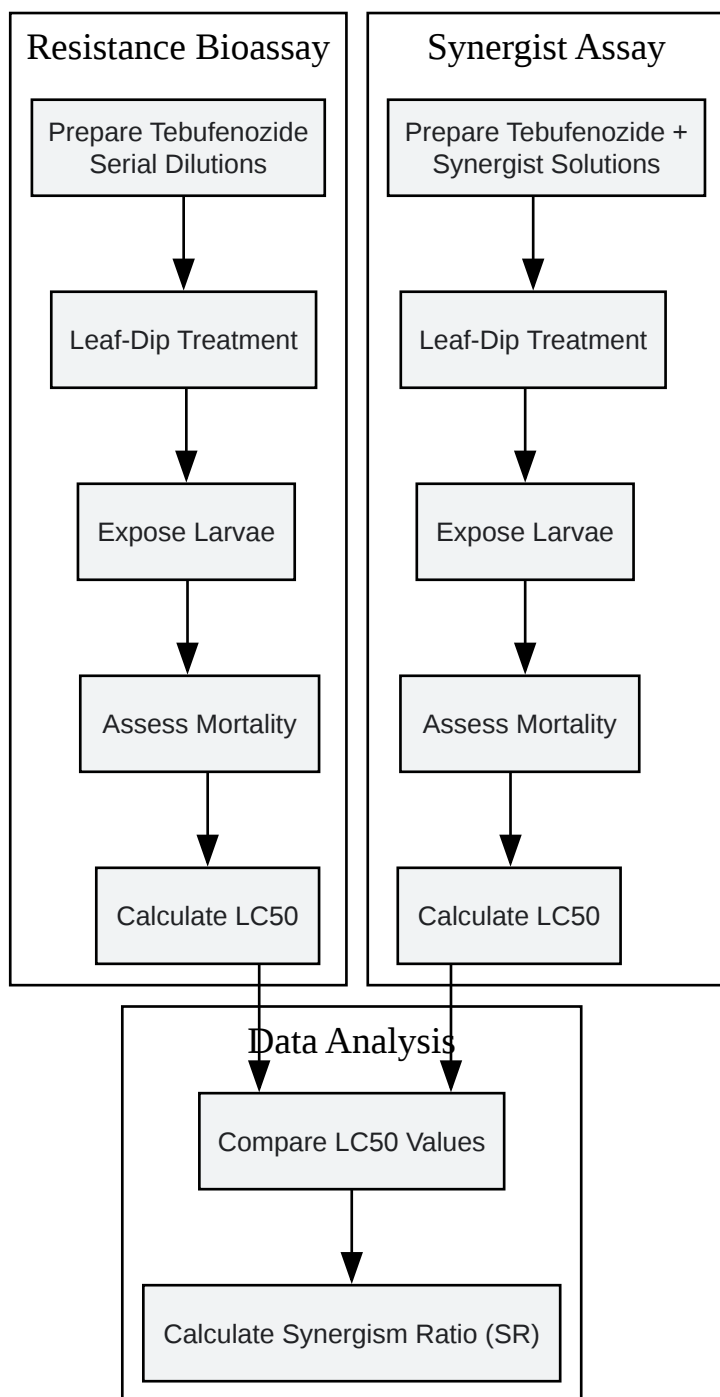 Resistance Bioassay
Prepare Tebufenozide
Serial Dilutions
Leaf-Dip Treatment
Expose Larvae
Assess Mortality
Calculate LC50
Synergist Assay
Prepare Tebufenozide +
Synergist Solutions
Leaf-Dip Treatment
Expose Larvae
Assess Mortality
Calculate LC50
Data Analysis
Compare LC50 Values
Calculate Synergism Ratio (SR)